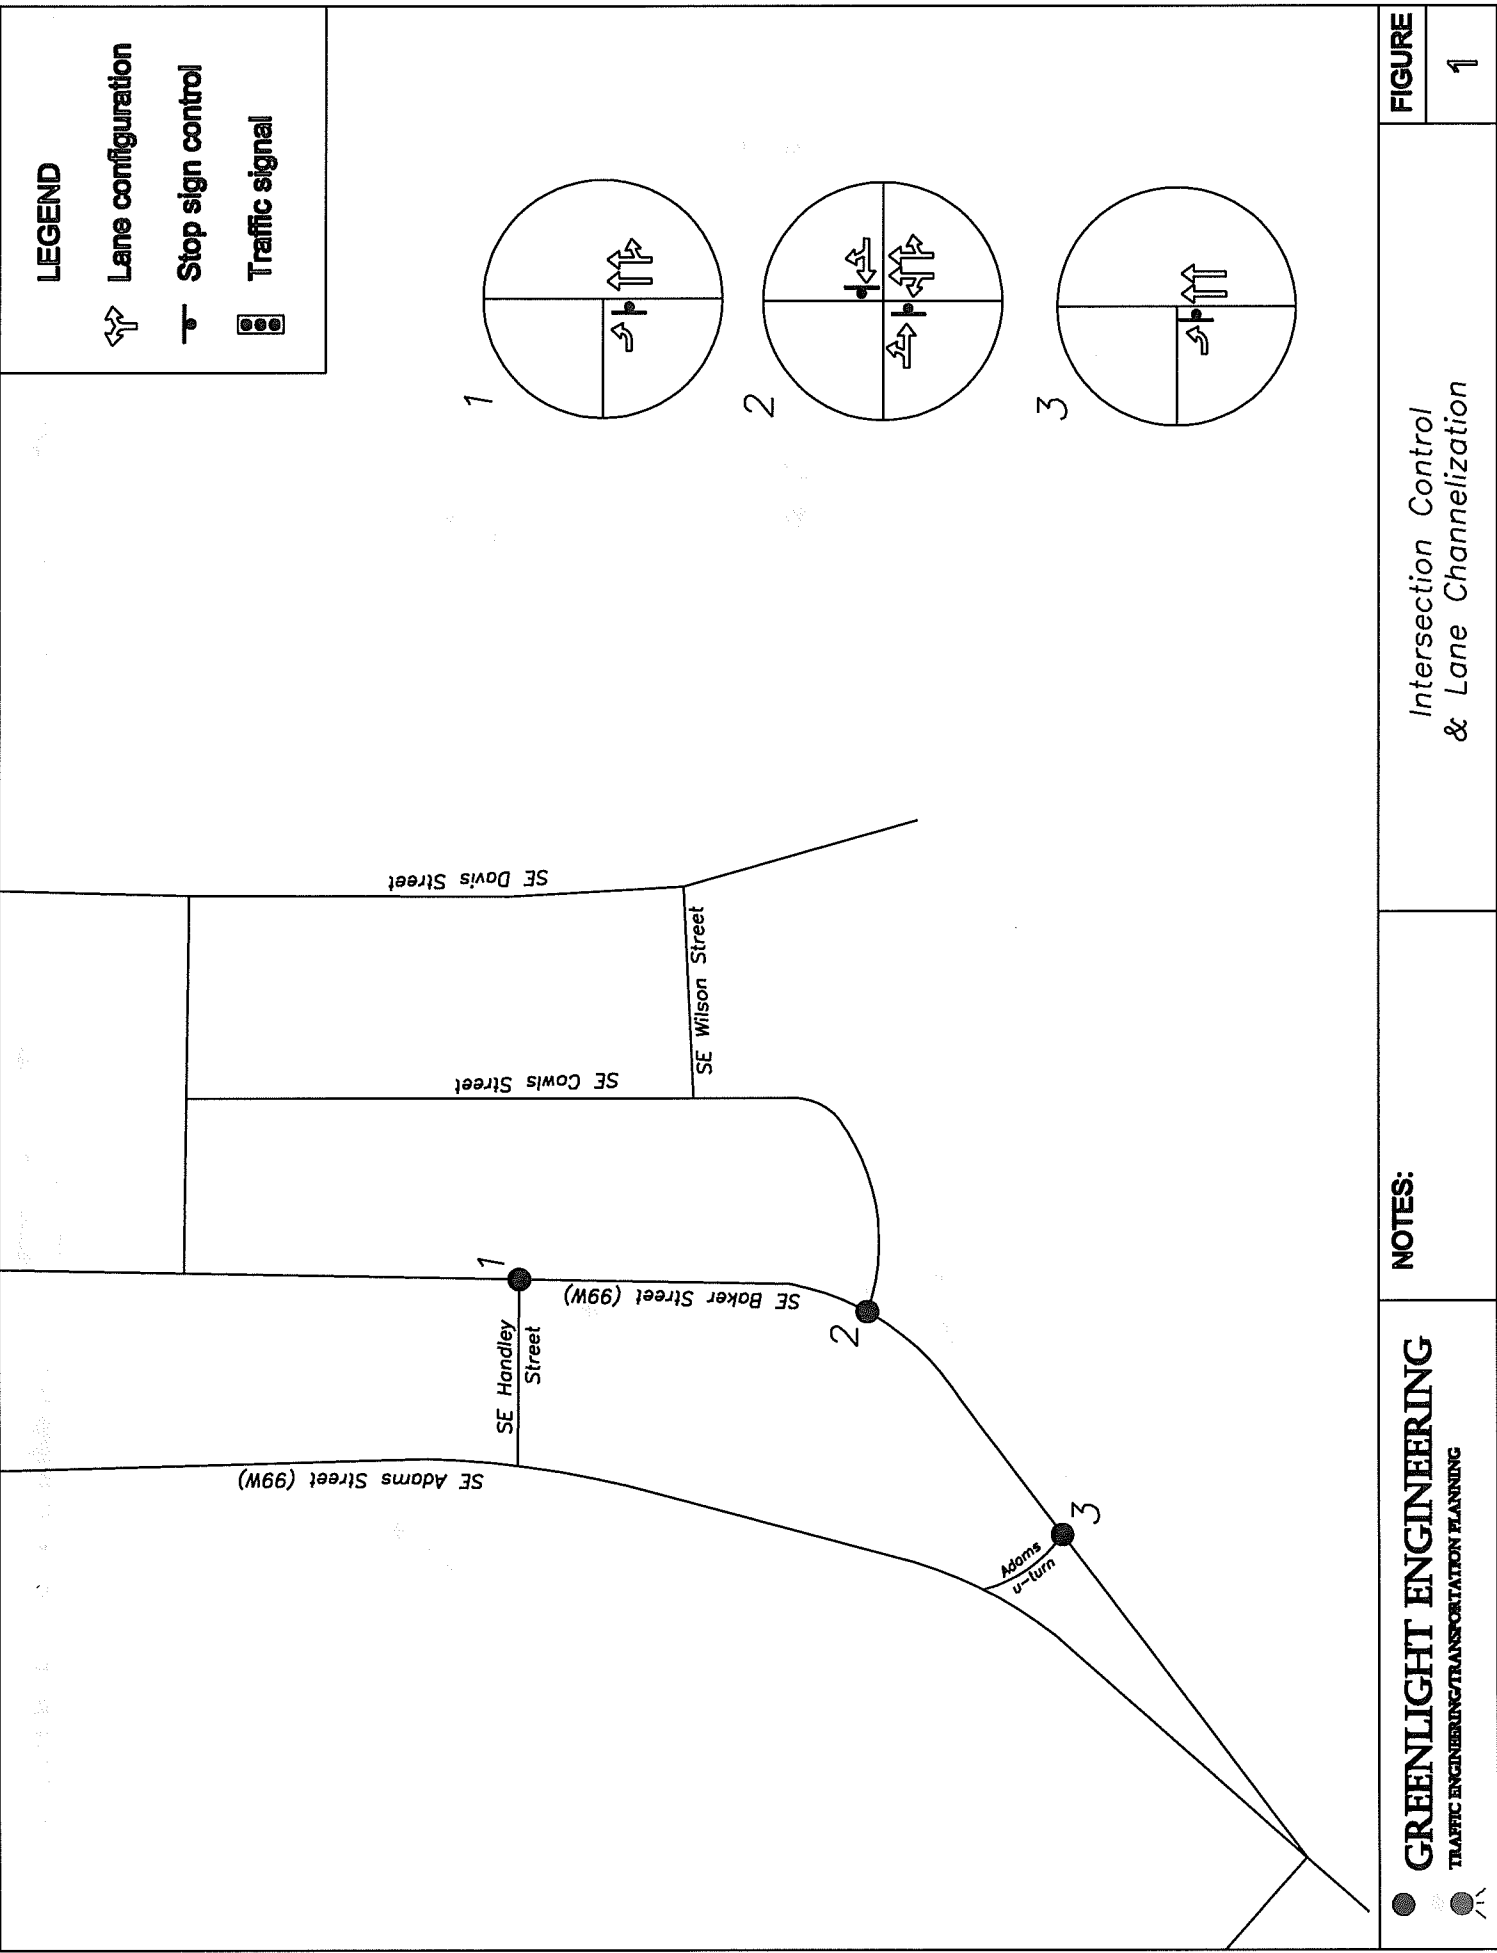 LEGEND
Lane configuration
Stop sign control
Traffic signal
1
2
3
SE Davis Street
SE Wilson Street
SE Cowls Street
1
SE Baker Street (99W)
SE Handley
Street
2
SE Adams Street (99W)
3
Adams
u-turn
GREENLIGHT ENGINEERING
TRAFFIC ENGINEERING/TRANSPORTATION PLANNING
NOTES:
Intersection Control
& Lane Channelization
FIGURE
1